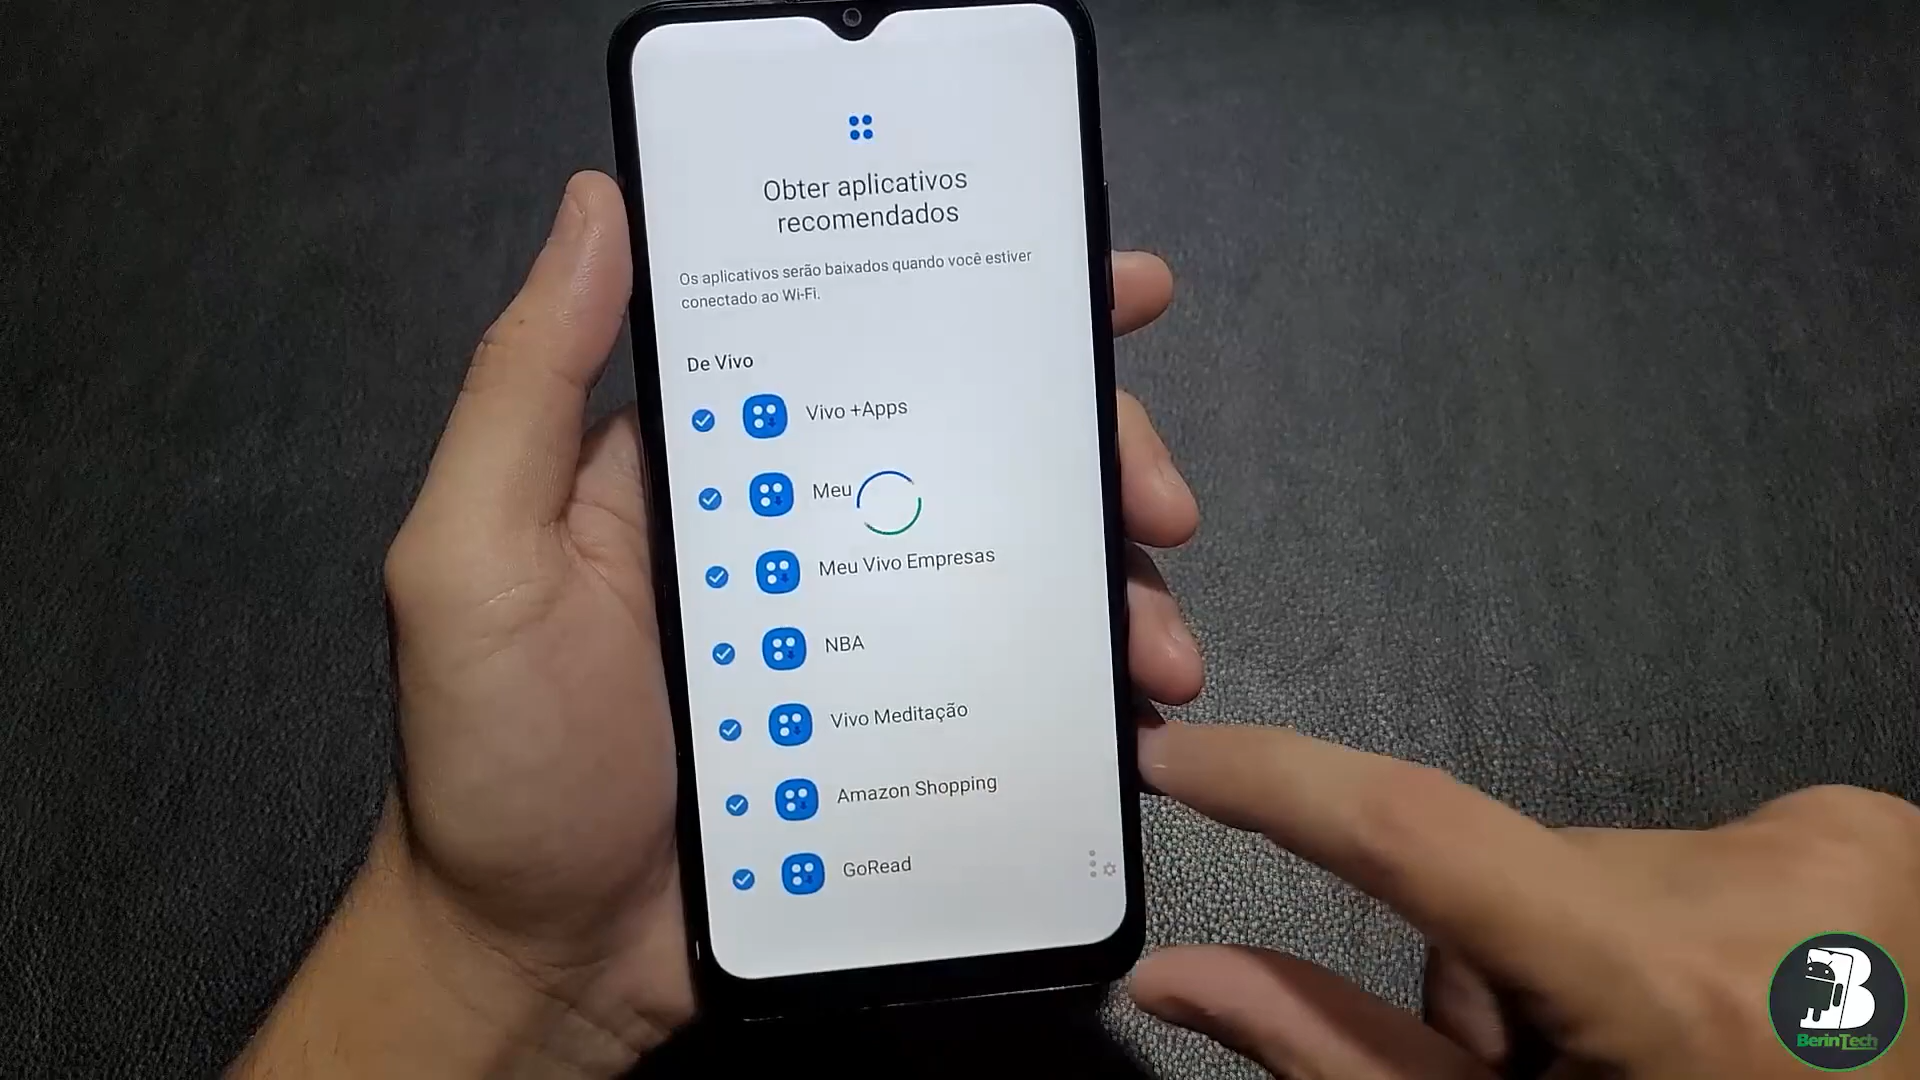 Obter aplicativos
recomendados
Os aplicativos serão baixados quando você estiver
conectado ao Wi-Fi.
De Vivo
Vivo +Apps
Meu
Meu Vivo Empresas
NBA
Vivo Meditação
Amazon Shopping
GoRead
B
BerinTech